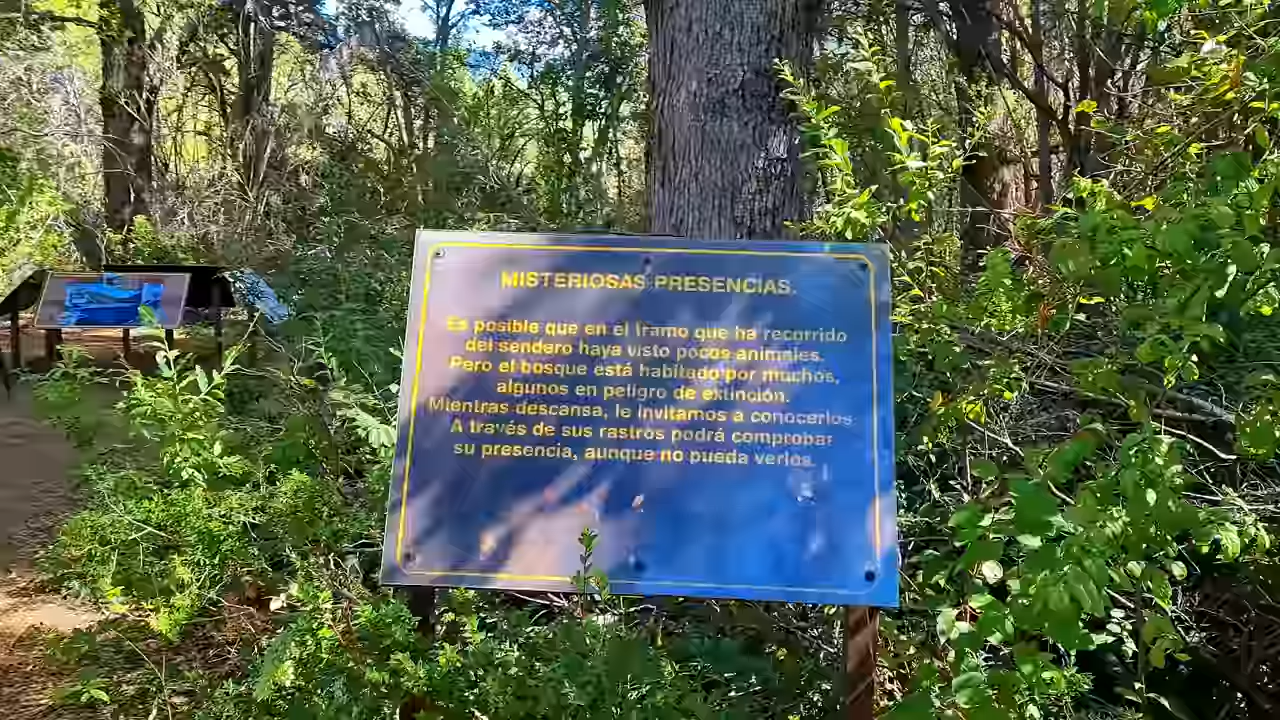 MISTERIOSAS PRESENCIAS.
Es posible que en el tramo que ha recorrido
del sendero haya visto pocos animales.
Pero el bosque está habitado por muchos,
algunos en peligro de extinción.
Mientras descansa, le invitamos a conocerlos.
A través de sus rastros podrá comprobar
su presencia, aunque no pueda verlos.